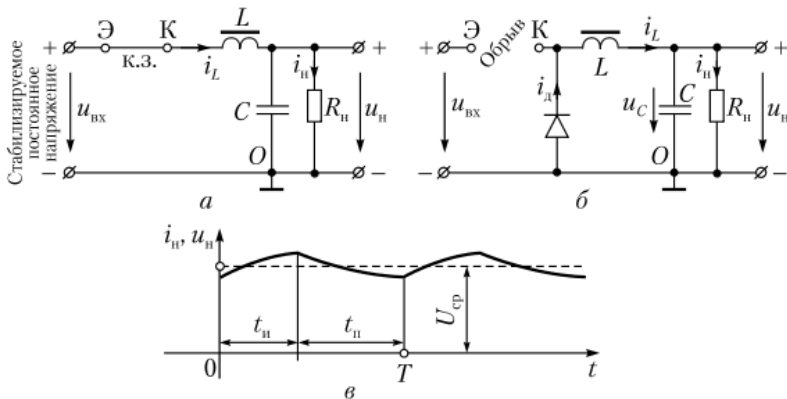 Стабилизируемое
постоянное
напряжение
+ Э К L +
к.з. i_L i_н
u_вх C R_н u_н
O
− −
а
+ Э Обрыв К i_L +
L
i_д i_н
u_вх u_C C R_н u_н
O
− −
б
i_н, u_н
U_ср
t_и t_п
0 T t
в